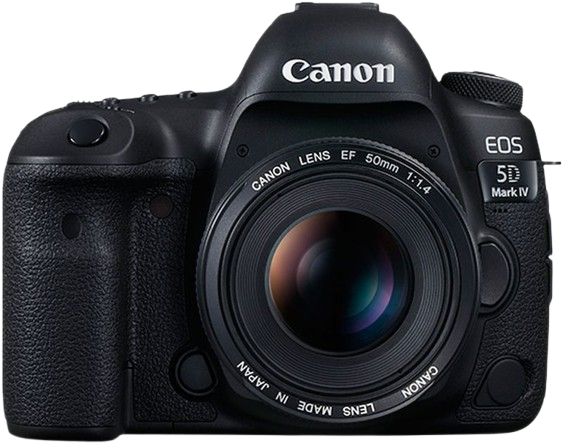 Canon
EOS
5D
Mark IV
CANON LENS EF 50mm 1:1.4
CANON LENS MADE IN JAPAN